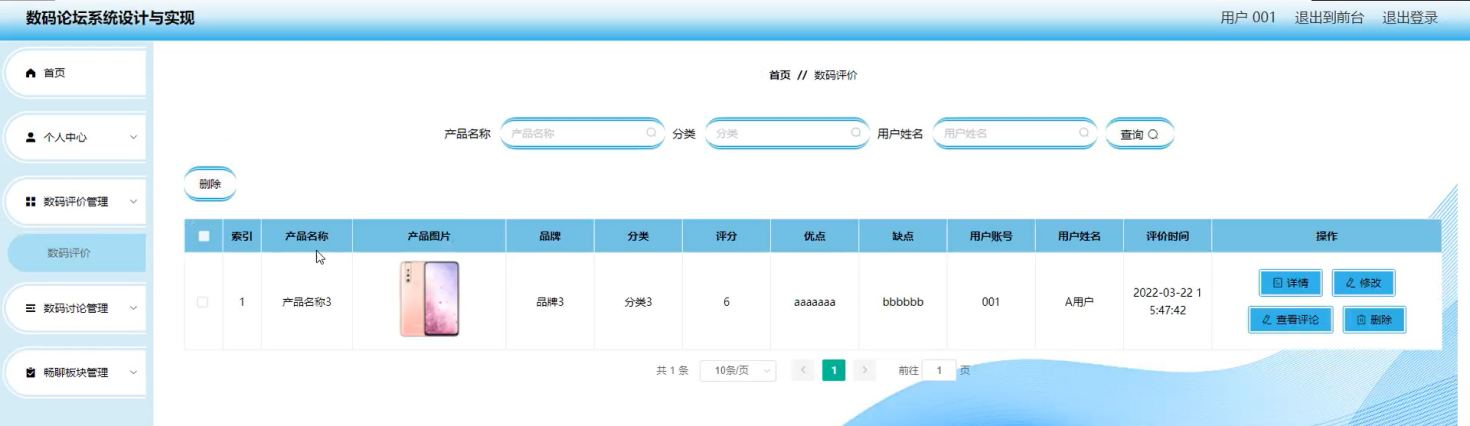 数码论坛系统设计与实现
用户 001 退出到前台 退出登录
首页
个人中心
数码评价管理
数码评价
数码讨论管理
畅聊板块管理
首页 // 数码评价
产品名称 产品名称 分类 分类 用户姓名 用户姓名 查询
删除
索引 产品名称 产品图片 品牌 分类 评分 优点 缺点 用户账号 用户姓名 评价时间 操作
1 产品名称3 品牌3 分类3 6 aaaaaaa bbbbbb 001 A用户
2022-03-22 1
5:47:42
详情 修改
查看评论 删除
共 1 条 10条/页 1 前往 1 页